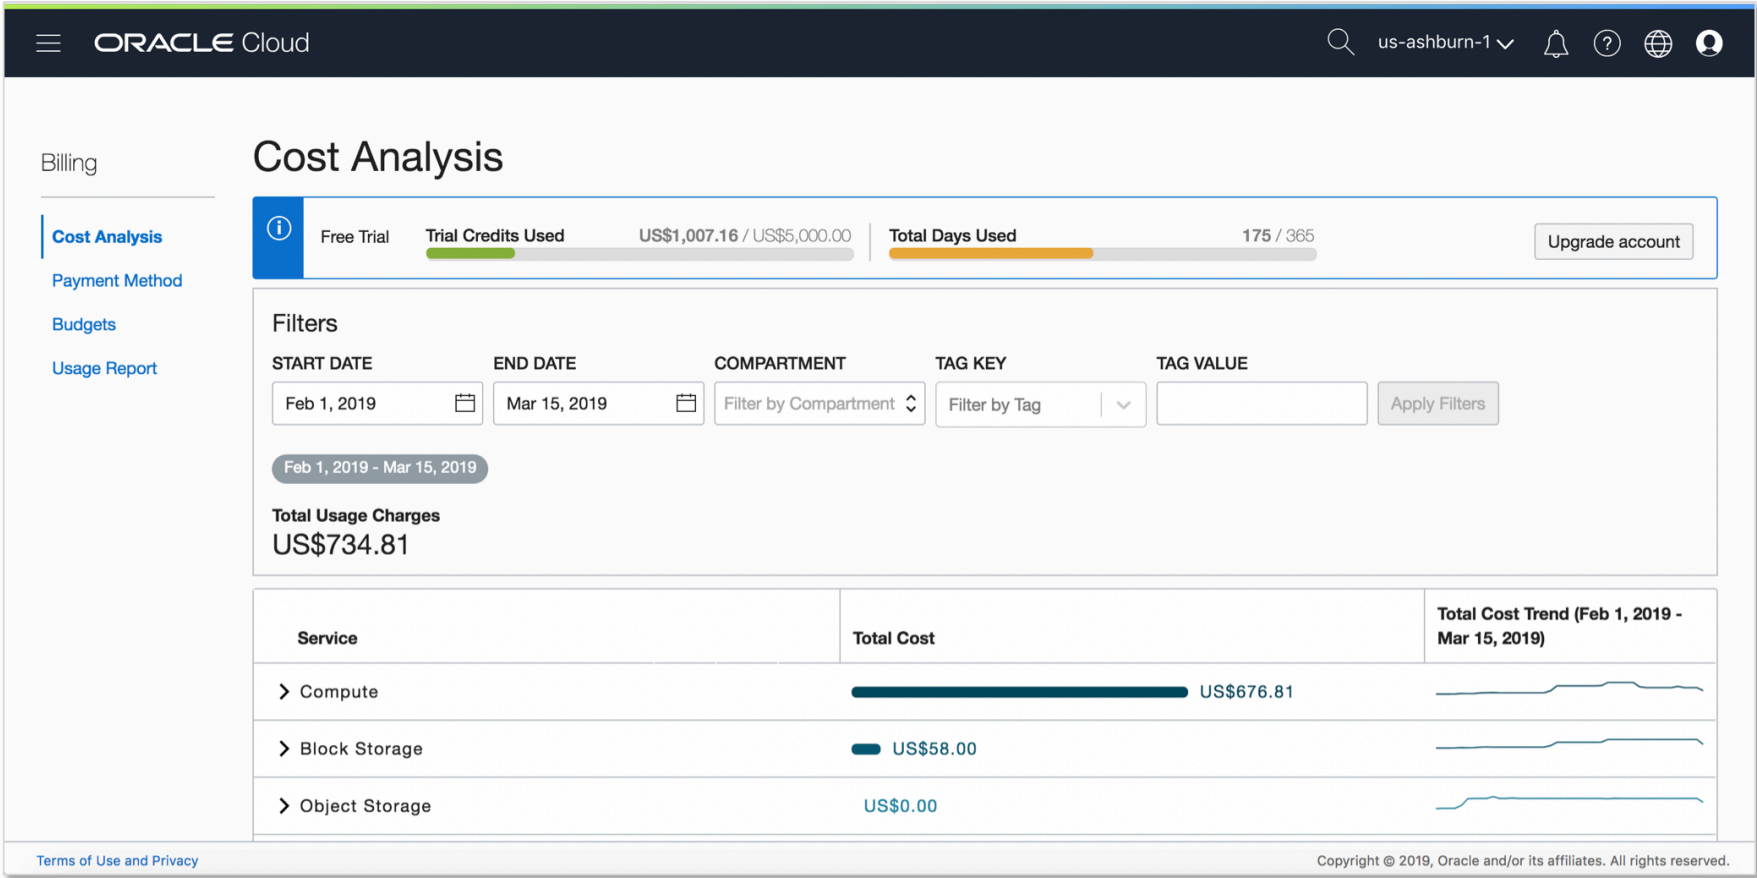 ORACLE Cloud
us-ashburn-1
Billing
Cost Analysis
Payment Method
Budgets
Usage Report
Cost Analysis
Free Trial
Trial Credits Used US$1,007.16 / US$5,000.00
Total Days Used 175 / 365
Upgrade account
Filters
START DATE END DATE COMPARTMENT TAG KEY TAG VALUE
Feb 1, 2019 Mar 15, 2019 Filter by Compartment Filter by Tag Apply Filters
Feb 1, 2019 - Mar 15, 2019
Total Usage Charges
US$734.81
Service Total Cost Total Cost Trend (Feb 1, 2019 -
Mar 15, 2019)
Compute US$676.81
Block Storage US$58.00
Object Storage US$0.00
Terms of Use and Privacy Copyright © 2019, Oracle and/or its affiliates. All rights reserved.